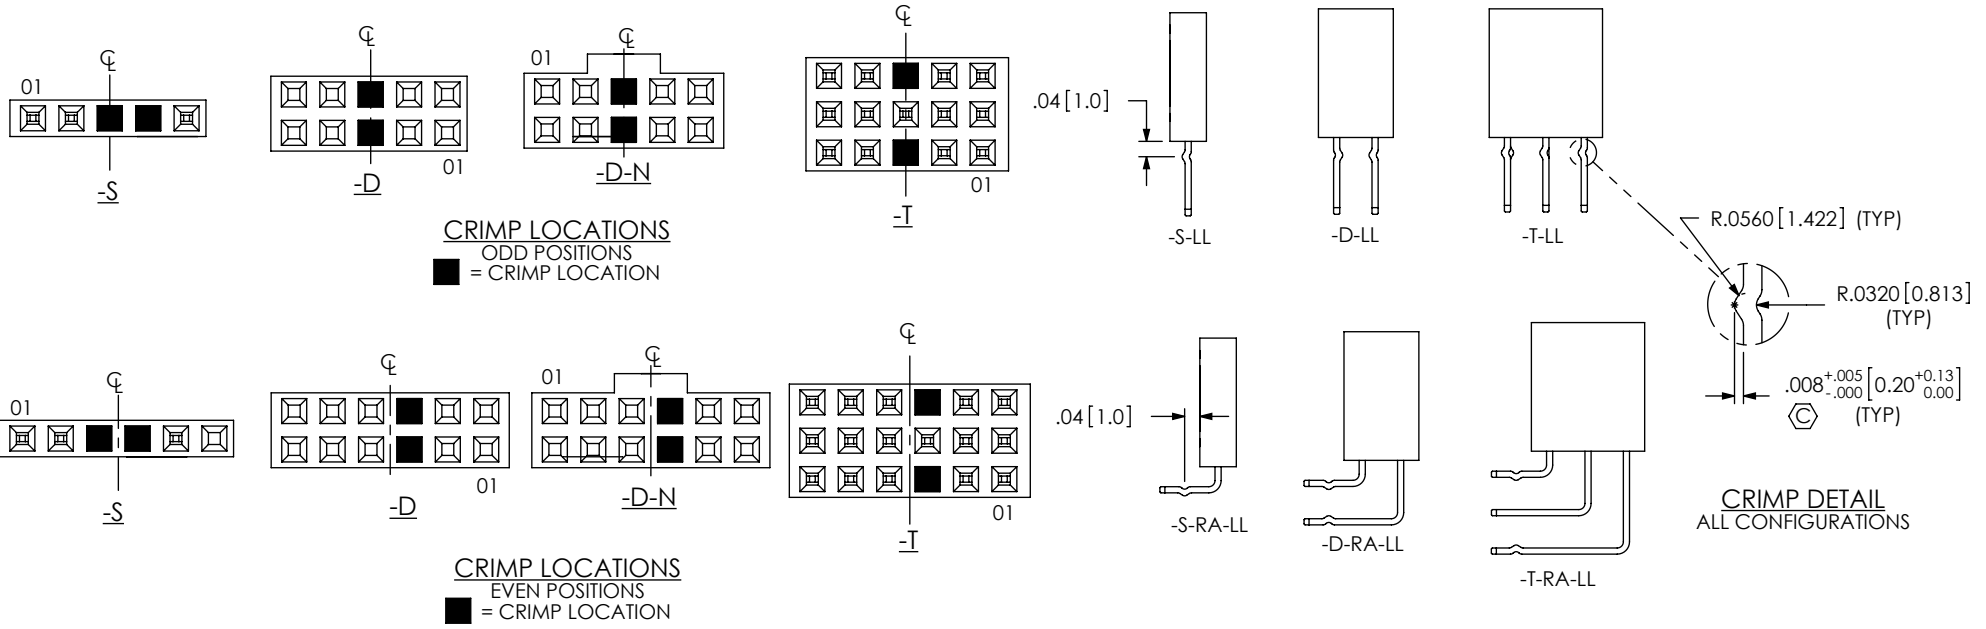 ℄
01
-S
℄
01
-D
℄
01
-D-N
℄
01
-T
CRIMP LOCATIONS
ODD POSITIONS
= CRIMP LOCATION
.04[1.0]
-S-LL
-D-LL
-T-LL
R.0560[1.422] (TYP)
R.0320[0.813]
(TYP)
.008+.005-.000[0.20+0.130.00]
C
(TYP)
CRIMP DETAIL
ALL CONFIGURATIONS
℄
01
-S
℄
01
-D
℄
01
-D-N
℄
01
-T
CRIMP LOCATIONS
EVEN POSITIONS
= CRIMP LOCATION
.04[1.0]
-S-RA-LL
-D-RA-LL
-T-RA-LL